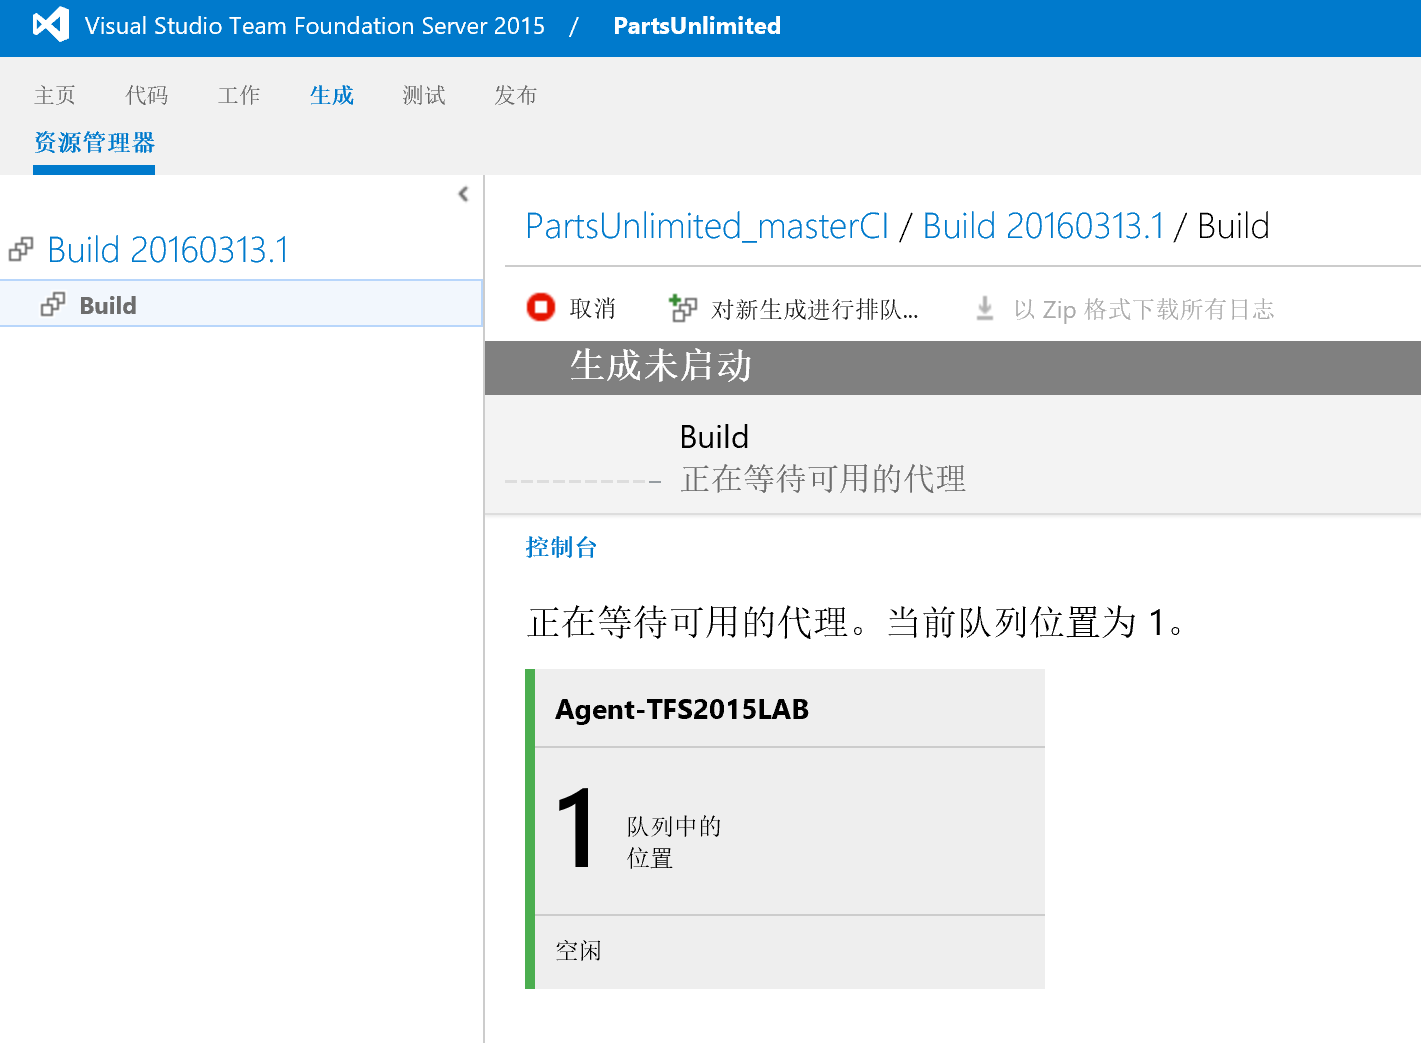 Visual Studio Team Foundation Server 2015 / PartsUnlimited
主页 代码 工作 生成 测试 发布
资源管理器
Build 20160313.1
Build
PartsUnlimited_masterCI / Build 20160313.1 / Build
取消 对新生成进行排队... 以 Zip 格式下载所有日志
生成未启动
Build
正在等待可用的代理
控制台
正在等待可用的代理。当前队列位置为 1。
Agent-TFS2015LAB
1 队列中的
位置
空闲